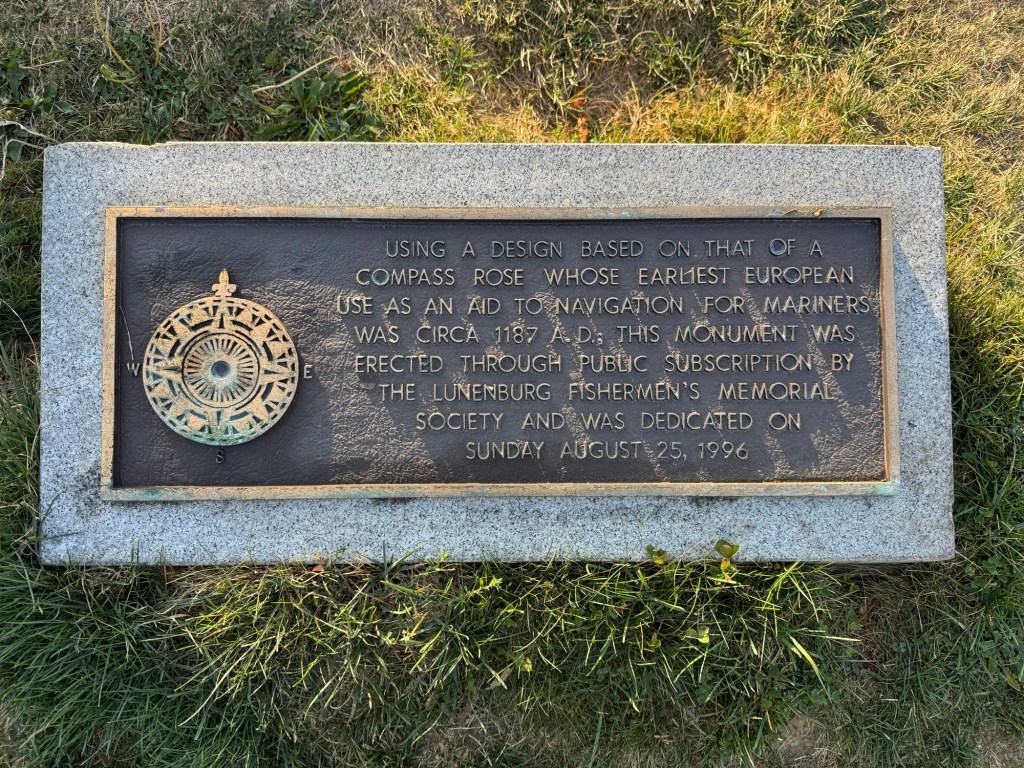 USING A DESIGN BASED ON THAT OF A
COMPASS ROSE WHOSE EARLIEST EUROPEAN
USE AS AN AID TO NAVIGATION FOR MARINERS
WAS CIRCA 1187 A.D., THIS MONUMENT WAS
ERECTED THROUGH PUBLIC SUBSCRIPTION BY
THE LUNENBURG FISHERMEN'S MEMORIAL
SOCIETY AND WAS DEDICATED ON
SUNDAY AUGUST 25, 1996
W E
S